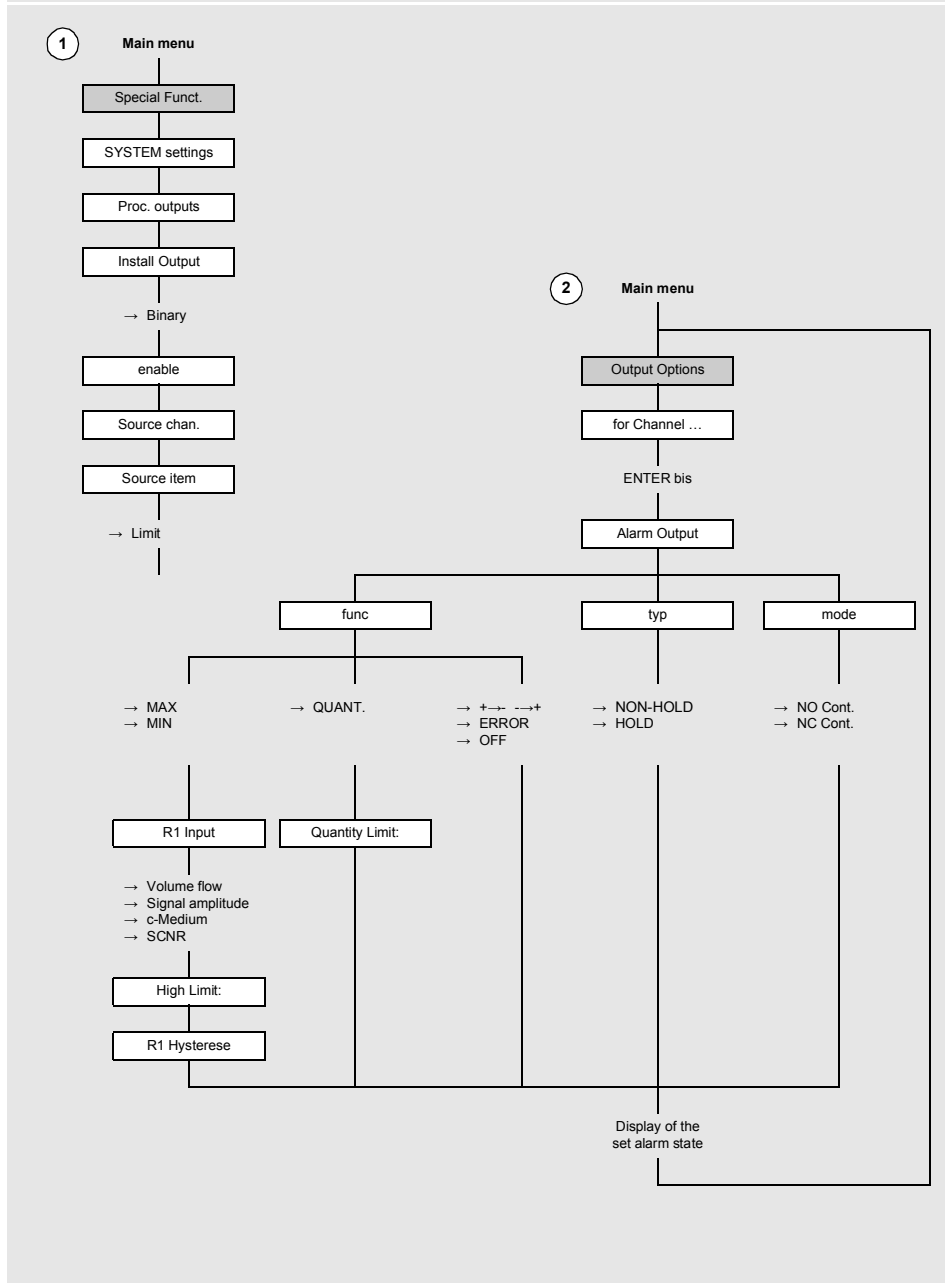 1
Main menu
Special Funct.
SYSTEM settings
Proc. outputs
Install Output
→ Binary
enable
Source chan.
Source item
→ Limit
2
Main menu
Output Options
for Channel …
ENTER bis
Alarm Output
func
typ
mode
→ MAX
→ MIN
→ QUANT.
→ +→- -→+
→ ERROR
→ OFF
→ NON-HOLD
→ HOLD
→ NO Cont.
→ NC Cont.
R1 Input
Quantity Limit:
→ Volume flow
→ Signal amplitude
→ c-Medium
→ SCNR
High Limit:
R1 Hysterese
Display of the
set alarm state